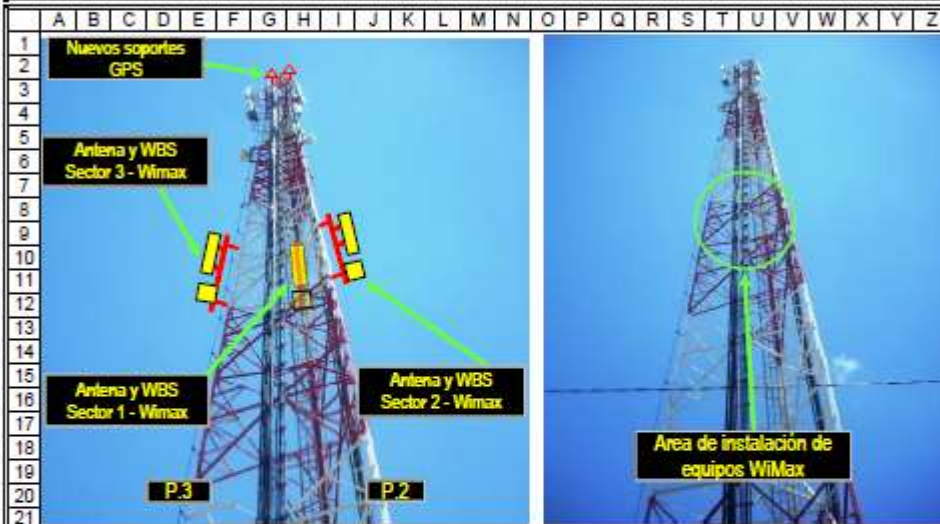 A B C D E F G H I J K L M N O P Q R S T U V W X Y Z
1
2
3
4
5
6
7
8
9
10
11
12
13
14
15
16
17
18
19
20
21
Nuevos soportes
GPS
Antena y WBS
Sector 3 - Wimax
Antena y WBS
Sector 1 - Wimax
Antena y WBS
Sector 2 - Wimax
P.3
P.2
Area de instalación de
equipos WiMax